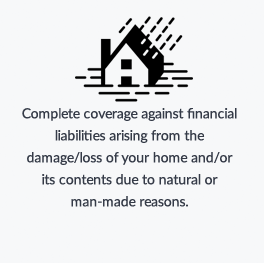 Complete coverage against financial
liabilities arising from the
damage/loss of your home and/or
its contents due to natural or
man-made reasons.